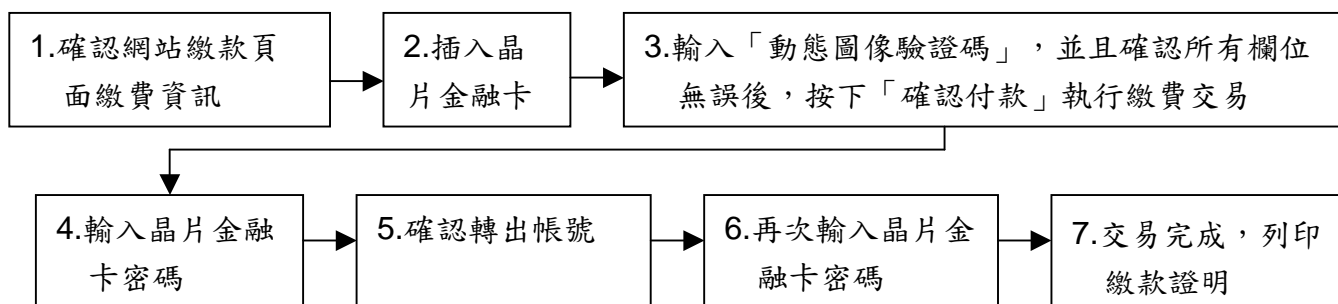 1.確認網站繳款頁
面繳費資訊
2.插入晶
片金融卡
3.輸入「動態圖像驗證碼」，並且確認所有欄位
無誤後，按下「確認付款」執行繳費交易
4.輸入晶片金融
卡密碼
5.確認轉出帳號
6.再次輸入晶片金
融卡密碼
7.交易完成，列印
繳款證明